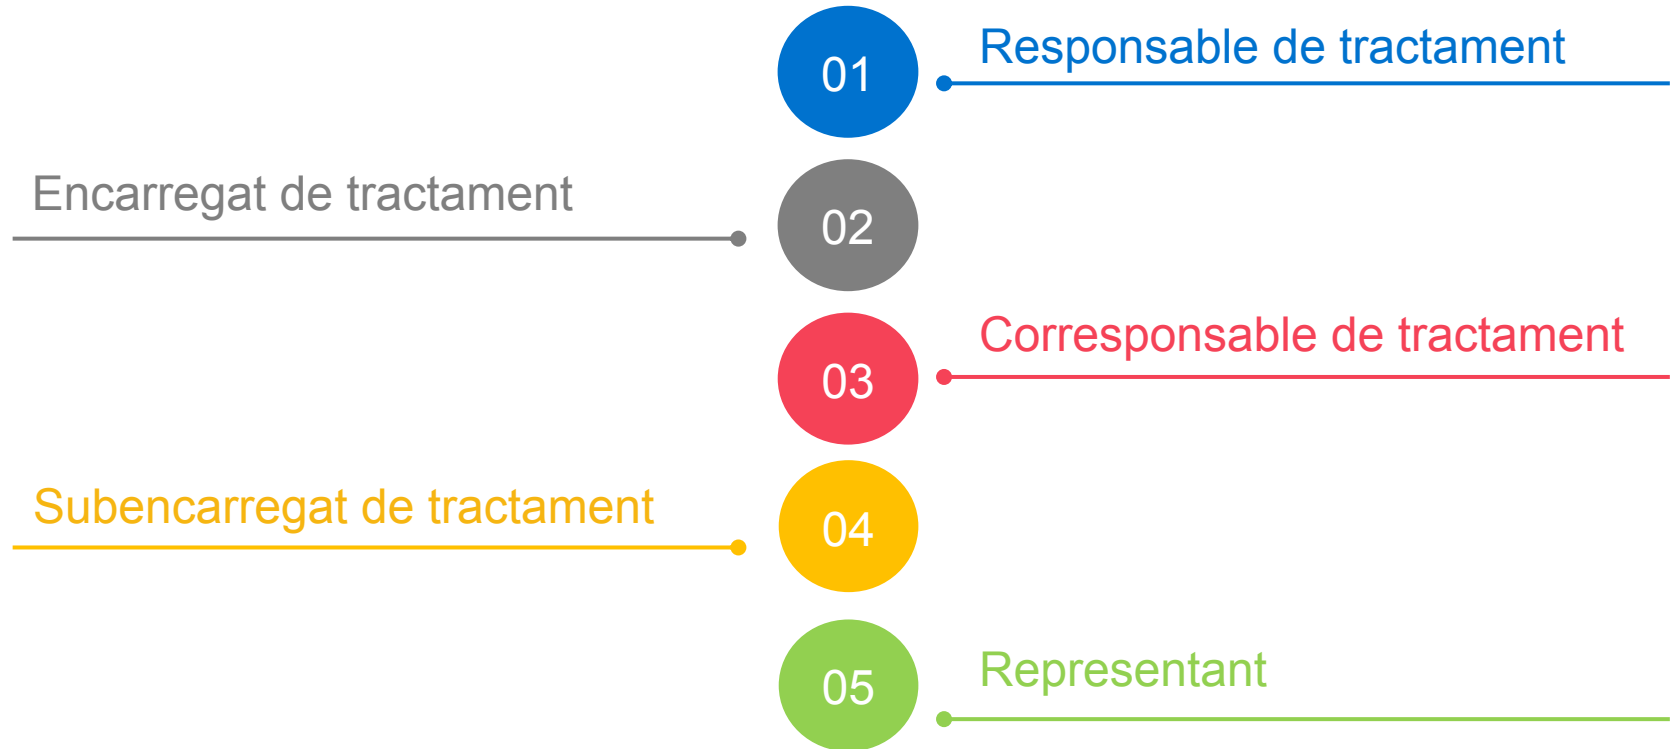 01
Responsable de tractament
Encarregat de tractament
02
03
Corresponsable de tractament
Subencarregat de tractament
04
05
Representant